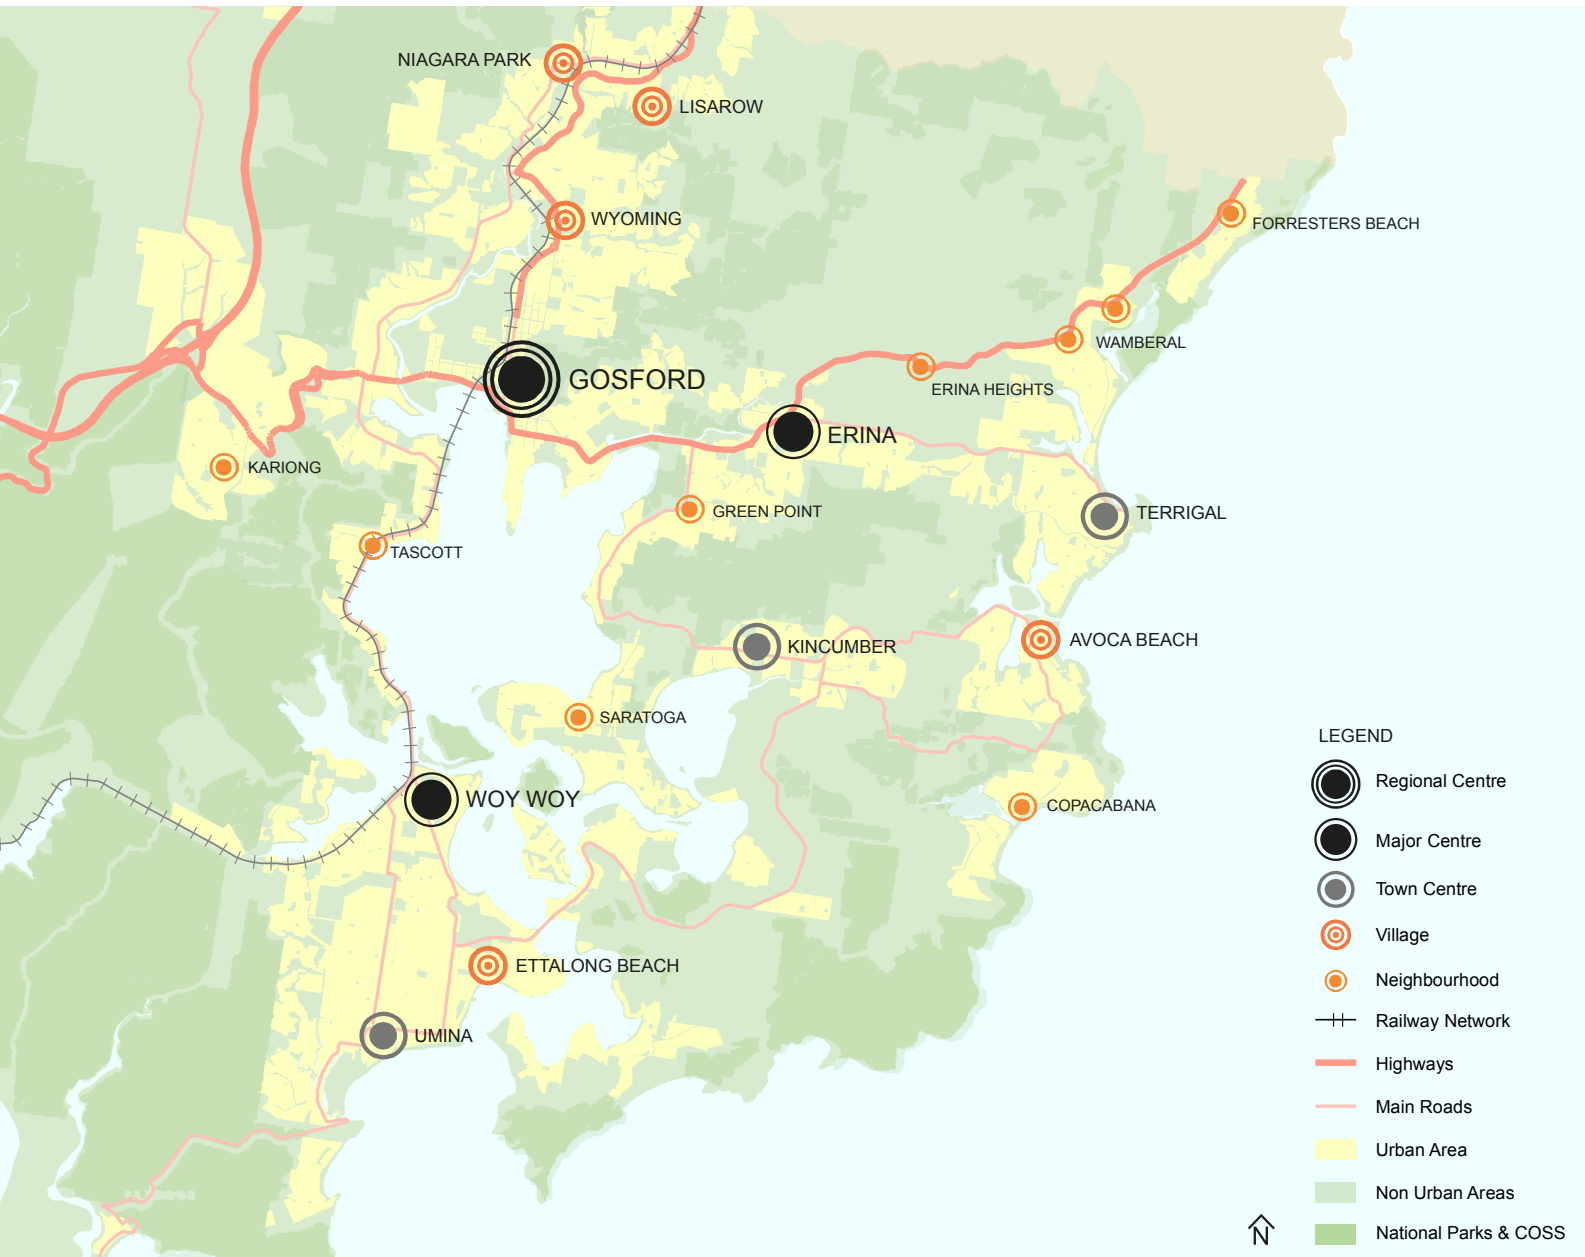 NIAGARA PARK
LISAROW
WYOMING
FORRESTERS BEACH
WAMBERAL
GOSFORD
ERINA HEIGHTS
ERINA
KARIONG
GREEN POINT
TERRIGAL
TASCOTT
AVOCA BEACH
KINCUMBER
SARATOGA
WOY WOY
COPACABANA
ETTALONG BEACH
UMINA
LEGEND
Regional Centre
Major Centre
Town Centre
Village
Neighbourhood
Railway Network
Highways
Main Roads
Urban Area
Non Urban Areas
National Parks & COSS
N